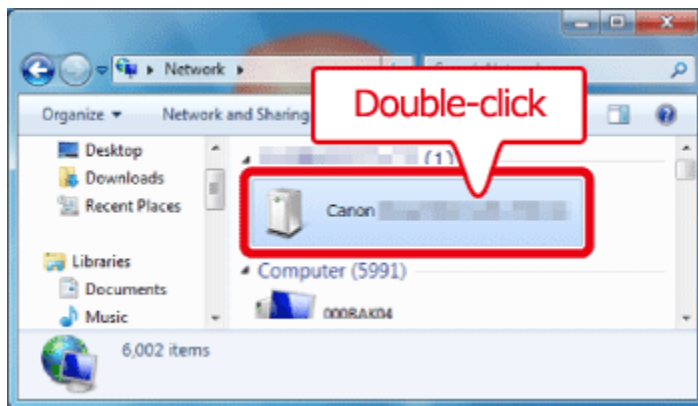 Network
Organize Network and Sharing
Double-click
Desktop
Downloads
Recent Places
Libraries
Documents
Music
(1)
Canon
Computer (5991)
000BAK04
6,002 items